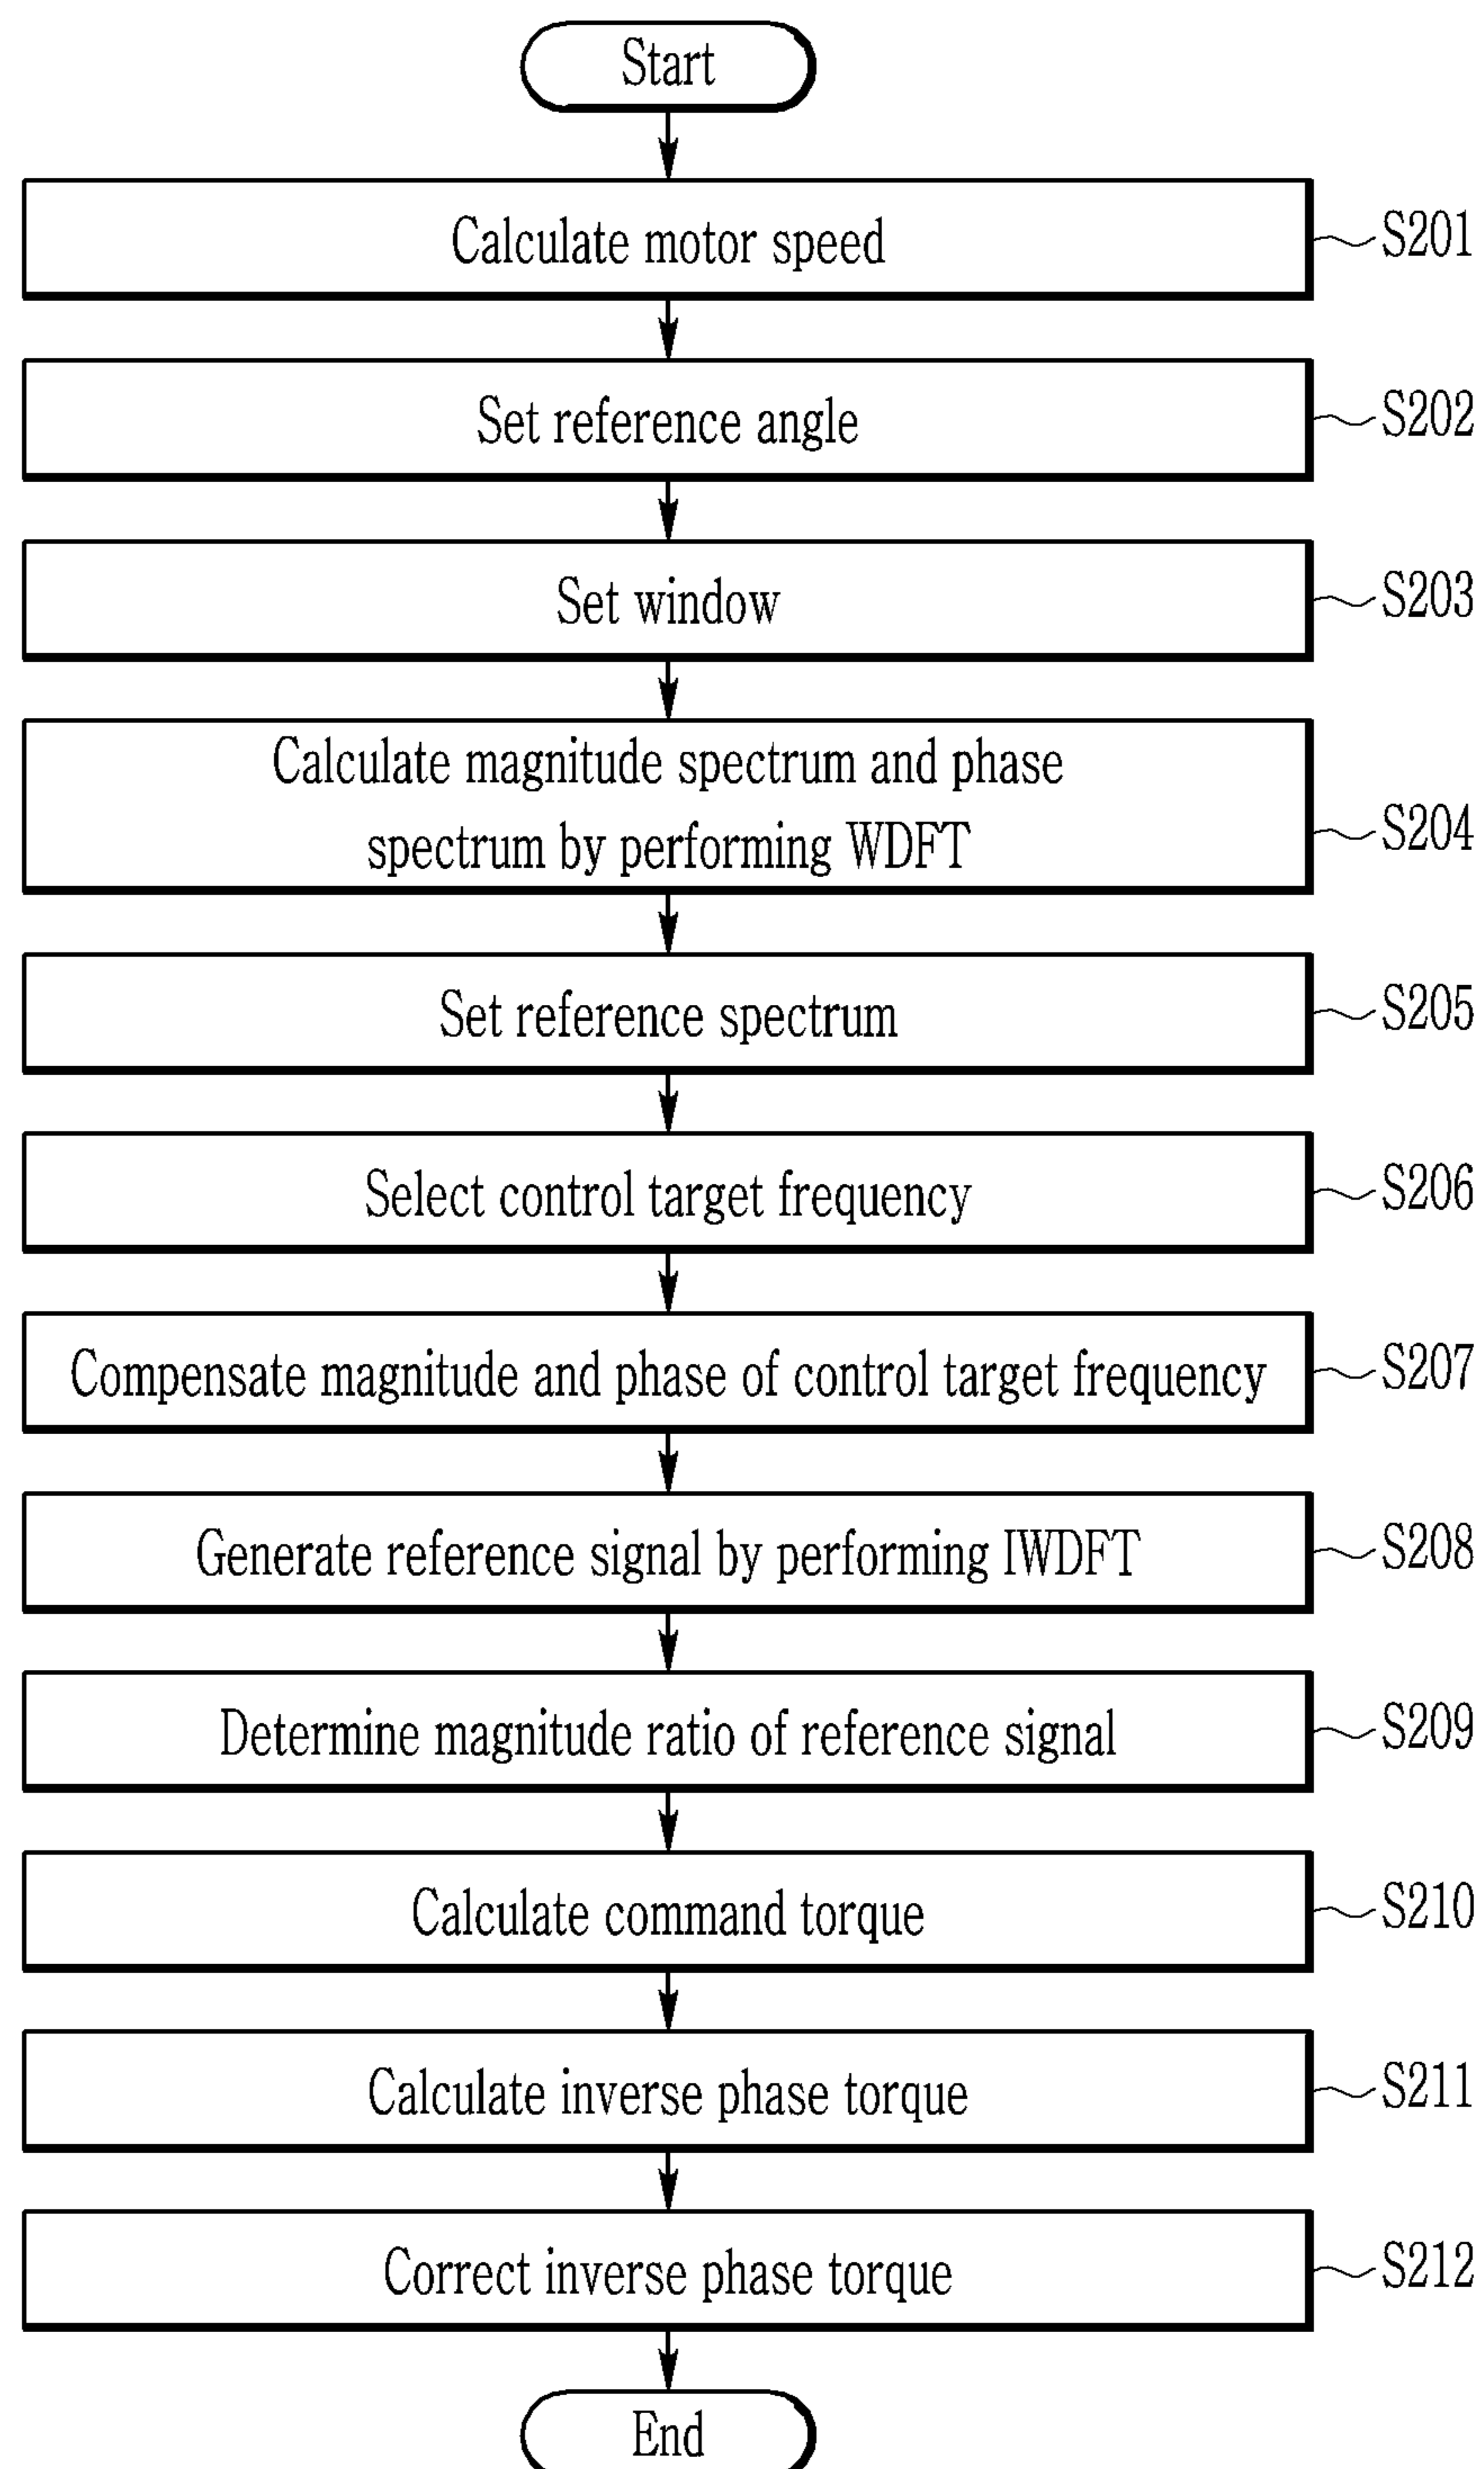 Start
Calculate motor speed
S201
Set reference angle
S202
Set window
S203
Calculate magnitude spectrum and phase
spectrum by performing WDFT
S204
Set reference spectrum
S205
Select control target frequency
S206
Compensate magnitude and phase of control target frequency
S207
Generate reference signal by performing IWDFT
S208
Determine magnitude ratio of reference signal
S209
Calculate command torque
S210
Calculate inverse phase torque
S211
Correct inverse phase torque
S212
End